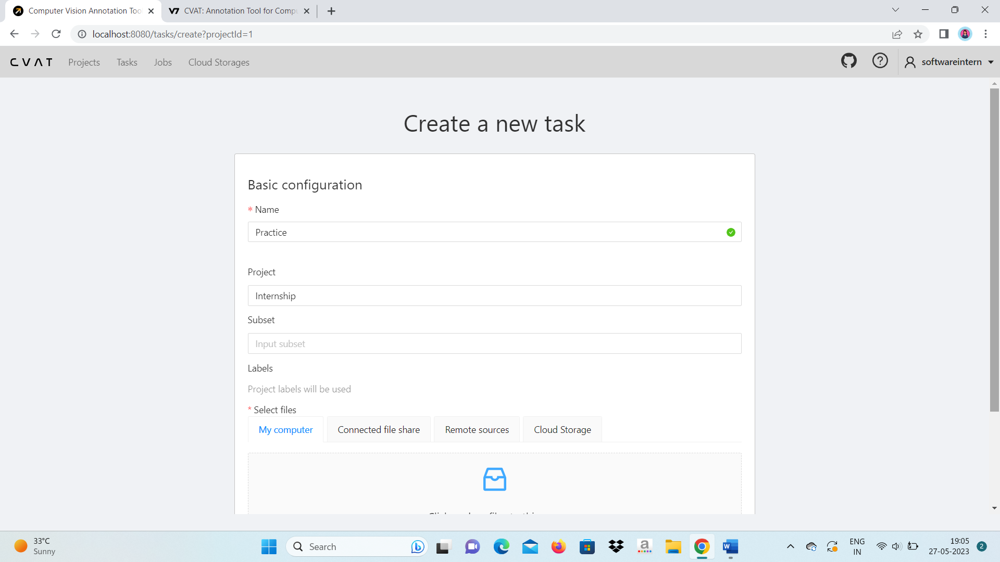 Computer Vision Annotation Too
CVAT: Annotation Tool for Comp
localhost:8080/tasks/create?projectId=1
CVAT
Projects
Tasks
Jobs
Cloud Storages
softwareintern
Create a new task
Basic configuration
* Name
Practice
Project
Internship
Subset
Input subset
Labels
Project labels will be used
* Select files
My computer
Connected file share
Remote sources
Cloud Storage
33°C
Sunny
Search
ENG
IN
19:05
27-05-2023
2